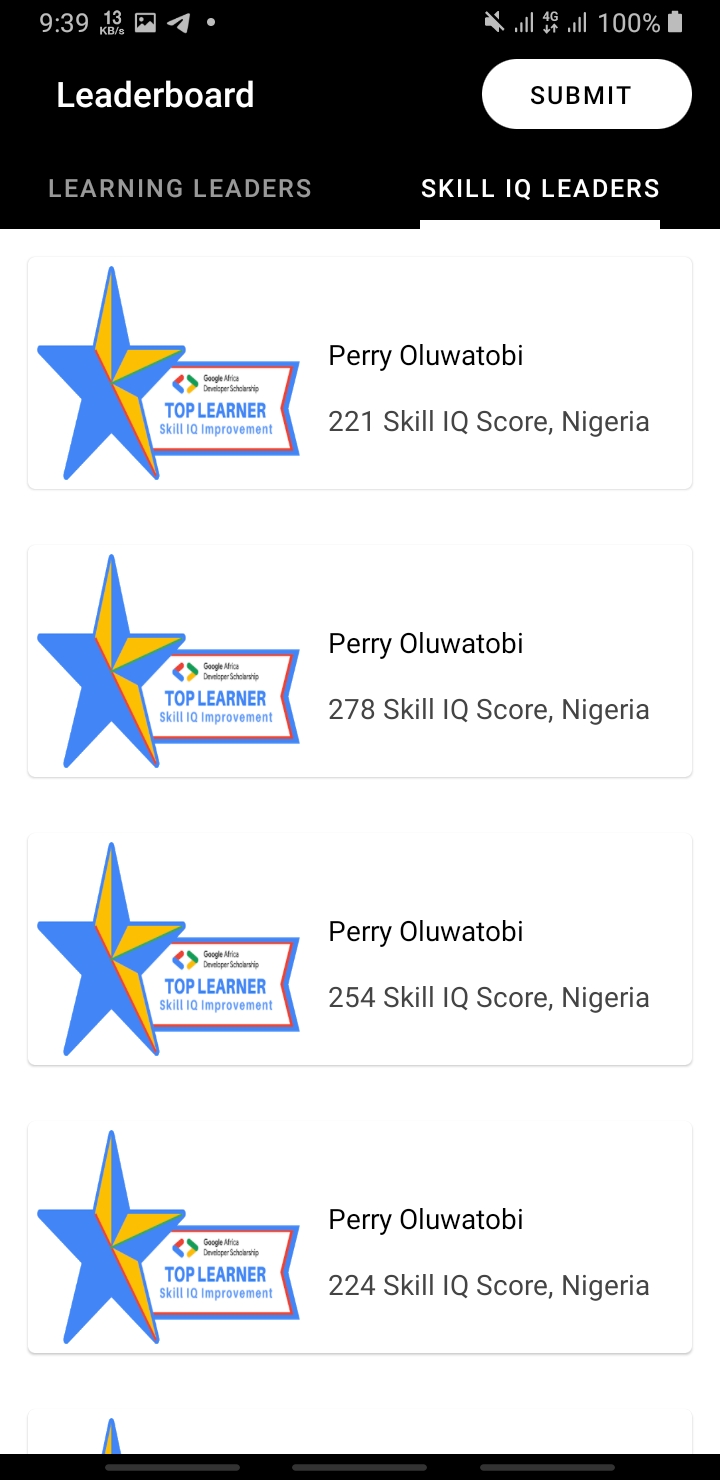 9:39 13 KB/s 4G 100%
Leaderboard SUBMIT
LEARNING LEADERS SKILL IQ LEADERS
Perry Oluwatobi
Google Africa
Developer Scholarship
TOP LEARNER
Skill IQ Improvement
221 Skill IQ Score, Nigeria
Perry Oluwatobi
Google Africa
Developer Scholarship
TOP LEARNER
Skill IQ Improvement
278 Skill IQ Score, Nigeria
Perry Oluwatobi
Google Africa
Developer Scholarship
TOP LEARNER
Skill IQ Improvement
254 Skill IQ Score, Nigeria
Perry Oluwatobi
Google Africa
Developer Scholarship
TOP LEARNER
Skill IQ Improvement
224 Skill IQ Score, Nigeria